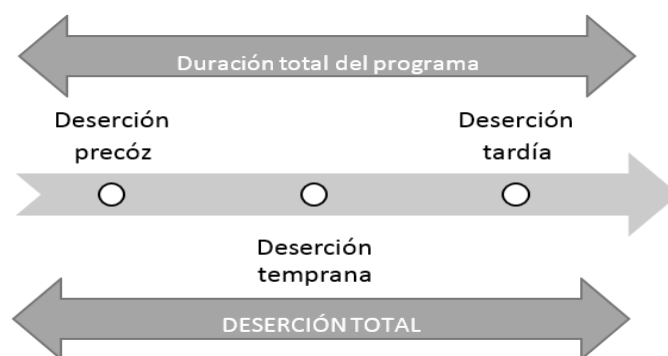 Duración total del programa
Deserción
precóz
Deserción
tardía
Deserción
temprana
DESERCIÓN TOTAL